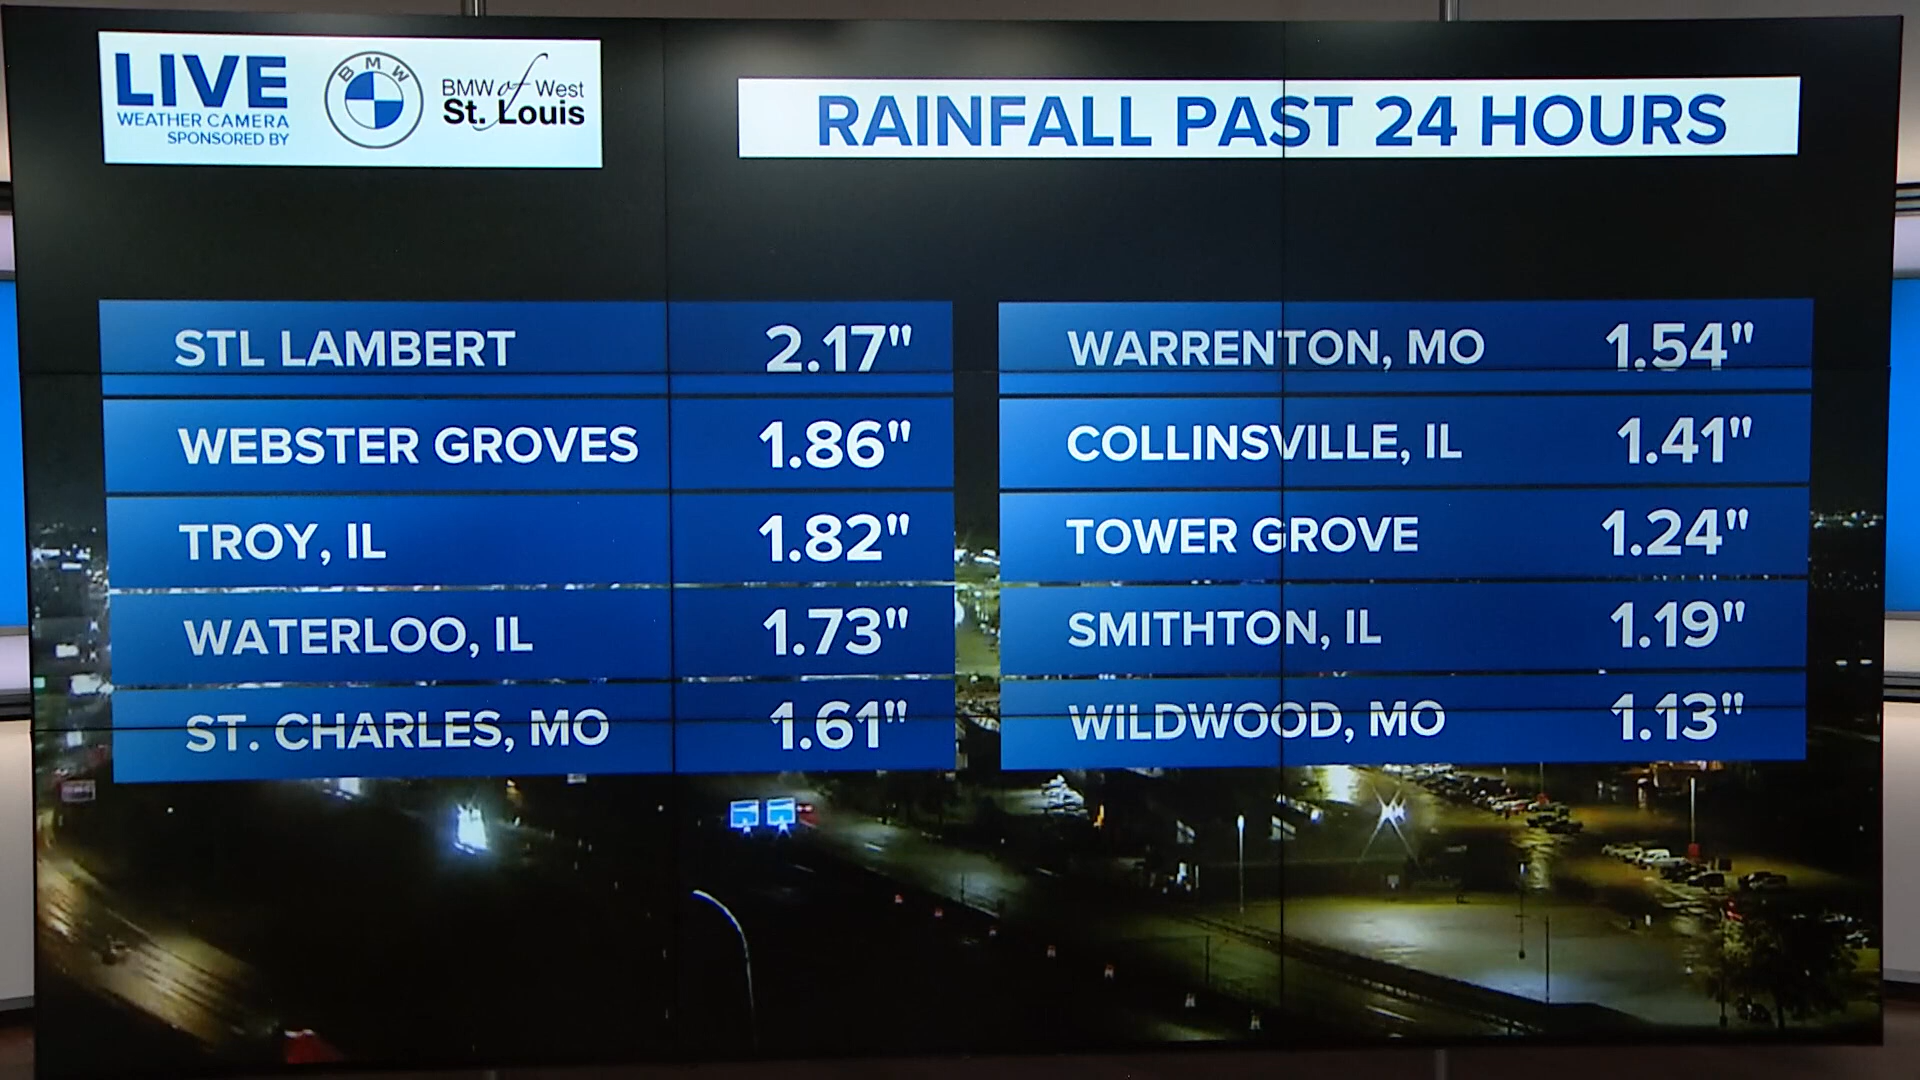 LIVE
WEATHER CAMERA
SPONSORED BY
BMW
BMW of West
St. Louis
RAINFALL PAST 24 HOURS
STL LAMBERT 2.17"
WEBSTER GROVES 1.86"
TROY, IL 1.82"
WATERLOO, IL 1.73"
ST. CHARLES, MO 1.61"
WARRENTON, MO 1.54"
COLLINSVILLE, IL 1.41"
TOWER GROVE 1.24"
SMITHTON, IL 1.19"
WILDWOOD, MO 1.13"